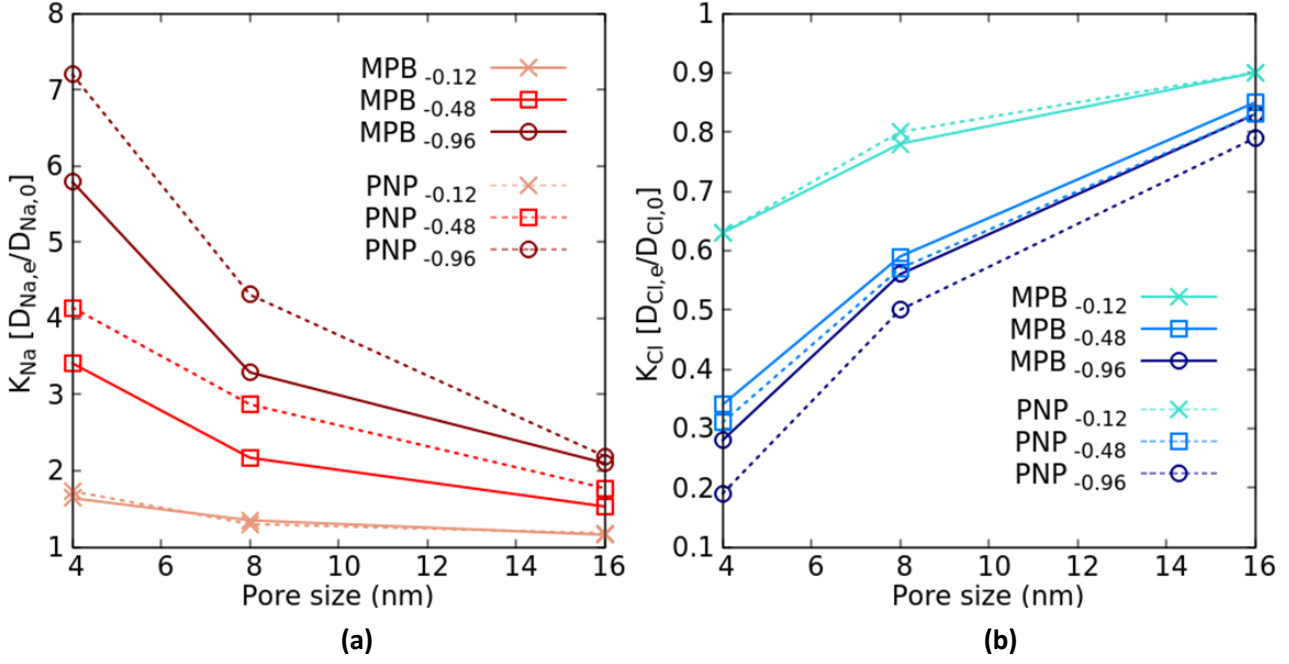 8
7
6
5
4
3
2
1
K_Na [D_Na,e/D_Na,0]
MPB -0.12
MPB -0.48
MPB -0.96
PNP -0.12
PNP -0.48
PNP -0.96
4 6 8 10 12 14 16
Pore size (nm)
(a)
1
0.9
0.8
0.7
0.6
0.5
0.4
0.3
0.2
0.1
K_Cl [D_Cl,e/D_Cl,0]
MPB -0.12
MPB -0.48
MPB -0.96
PNP -0.12
PNP -0.48
PNP -0.96
4 6 8 10 12 14 16
Pore size (nm)
(b)